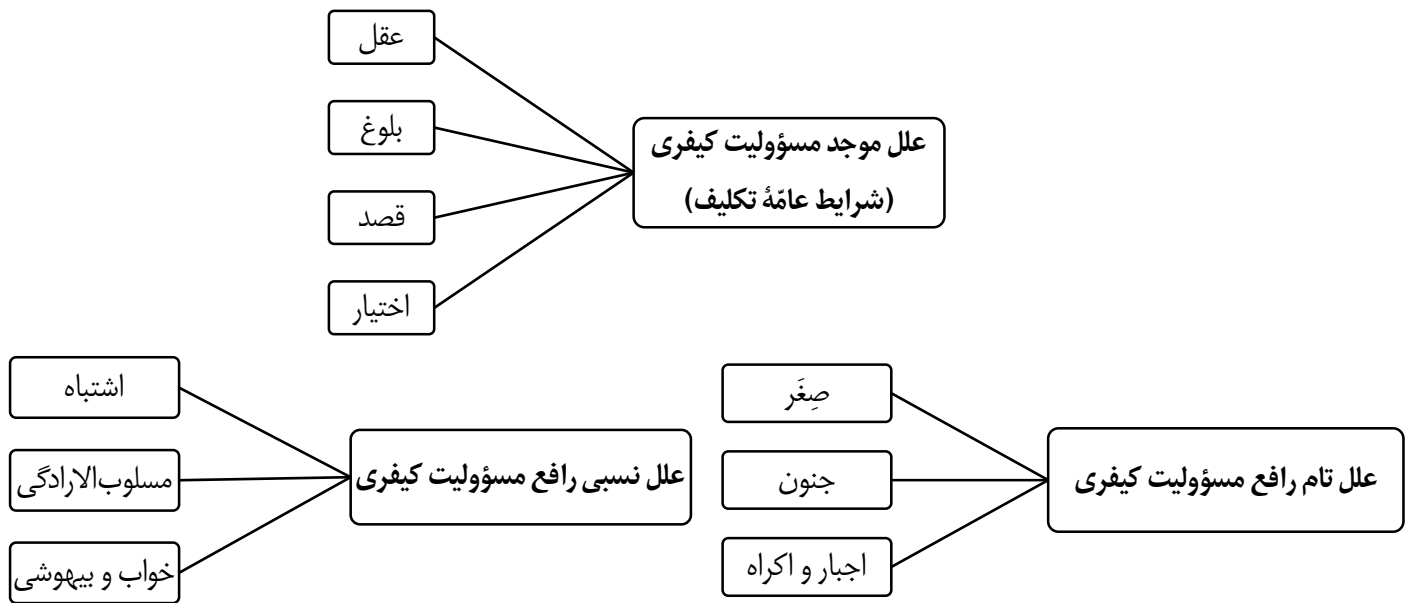 علل موجد مسؤولیت کیفری
(شرایط عامّهٔ تکلیف)
عقل
بلوغ
قصد
اختیار
علل تام رافع مسؤولیت کیفری
صِغَر
جنون
اجبار و اکراه
علل نسبی رافع مسؤولیت کیفری
اشتباه
مسلوب‌الارادگی
خواب و بیهوشی